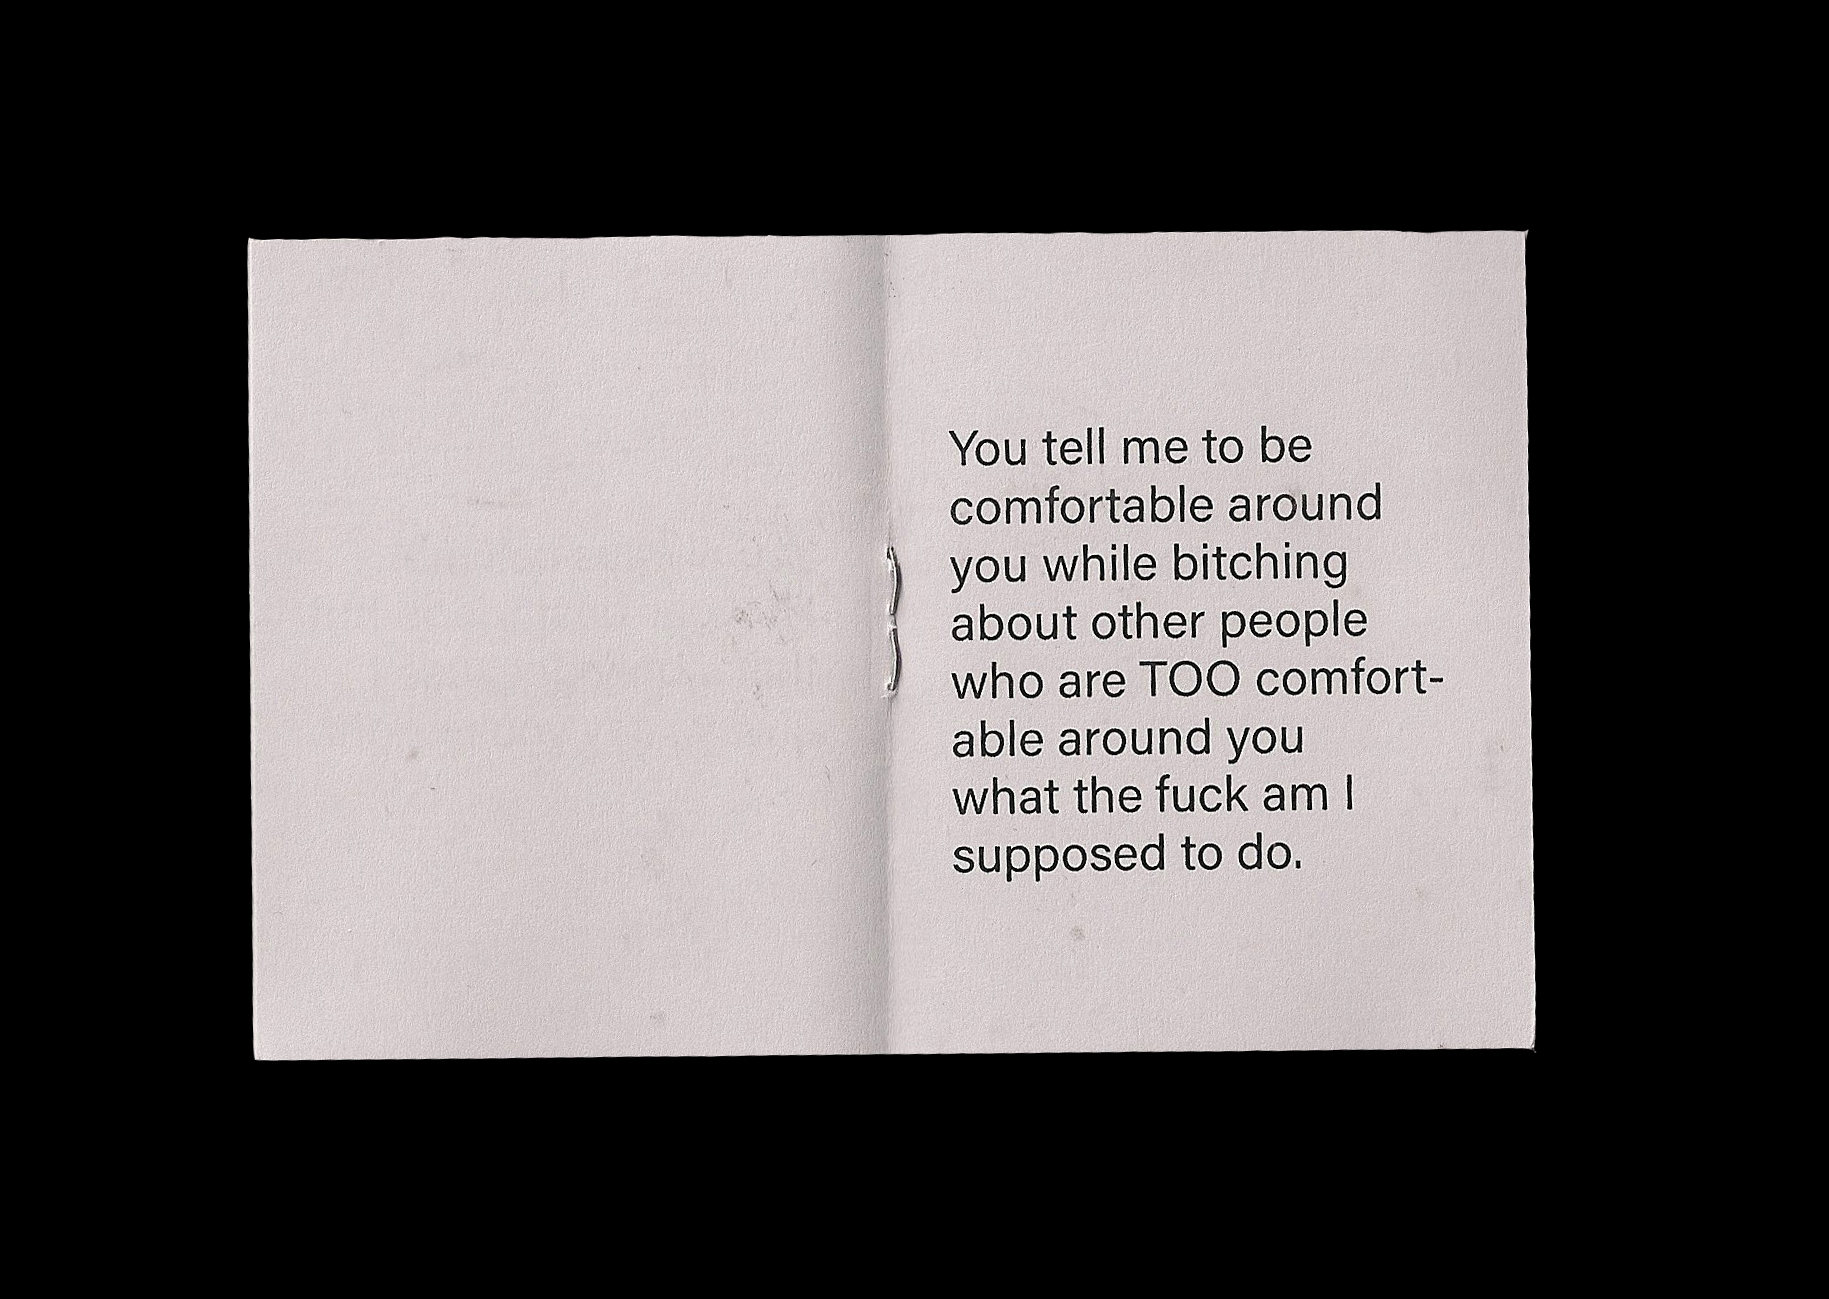 You tell me to be
comfortable around
you while bitching
about other people
who are TOO comfort-
able around you
what the fuck am I
supposed to do.